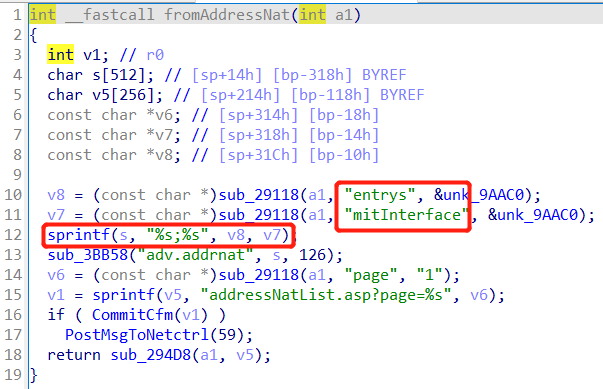 1 int __fastcall fromAddressNat(int a1)
2 {
3 int v1; // r0
4 char s[512]; // [sp+14h] [bp-318h] BYREF
5 char v5[256]; // [sp+214h] [bp-118h] BYREF
6 const char *v6; // [sp+314h] [bp-18h]
7 const char *v7; // [sp+318h] [bp-14h]
8 const char *v8; // [sp+31Ch] [bp-10h]
9
10 v8 = (const char *)sub_29118(a1, "entrys", &unk_9AAC0);
11 v7 = (const char *)sub_29118(a1, "mitInterface", &unk_9AAC0);
12 sprintf(s, "%s;%s", v8, v7);
13 sub_3BB58("adv.addrnat", s, 126);
14 v6 = (const char *)sub_29118(a1, "page", "1");
15 v1 = sprintf(v5, "addressNatList.asp?page=%s", v6);
16 if ( CommitCfm(v1) )
17 PostMsgToNetctrl(59);
18 return sub_294D8(a1, v5);
19 }